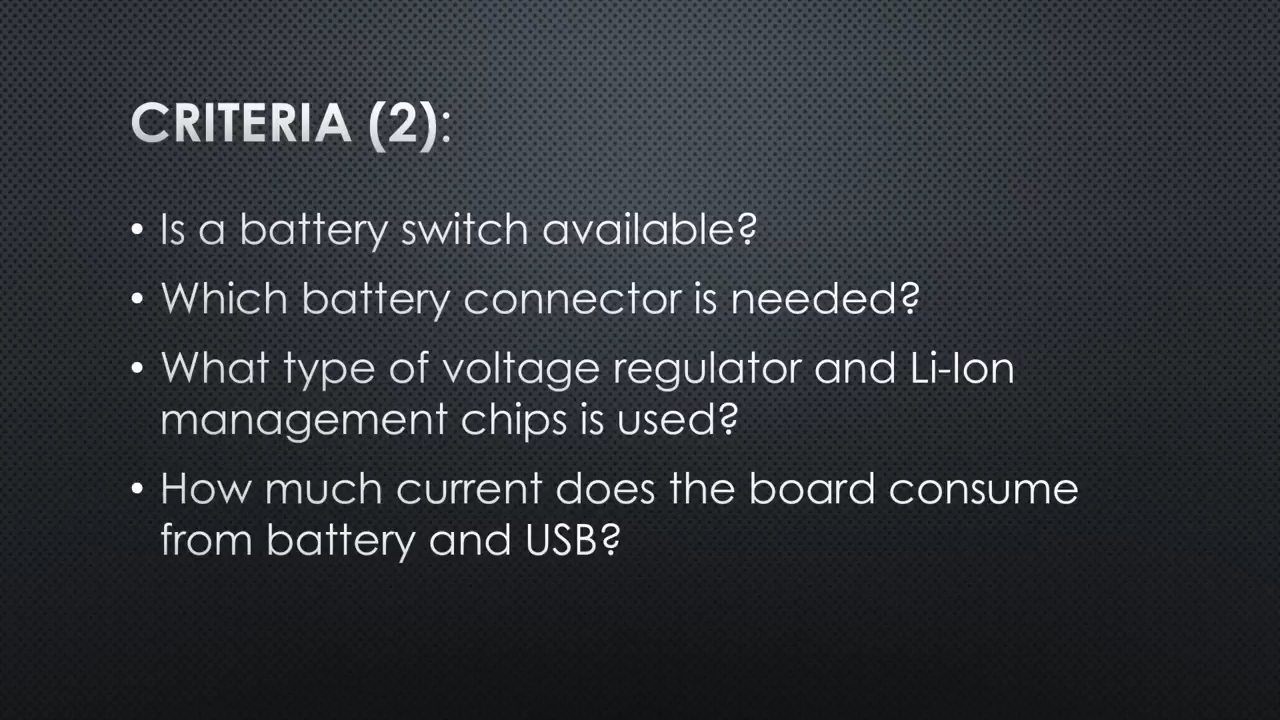 CRITERIA (2):
• Is a battery switch available?
• Which battery connector is needed?
• What type of voltage regulator and Li-Ion
management chips is used?
• How much current does the board consume
from battery and USB?